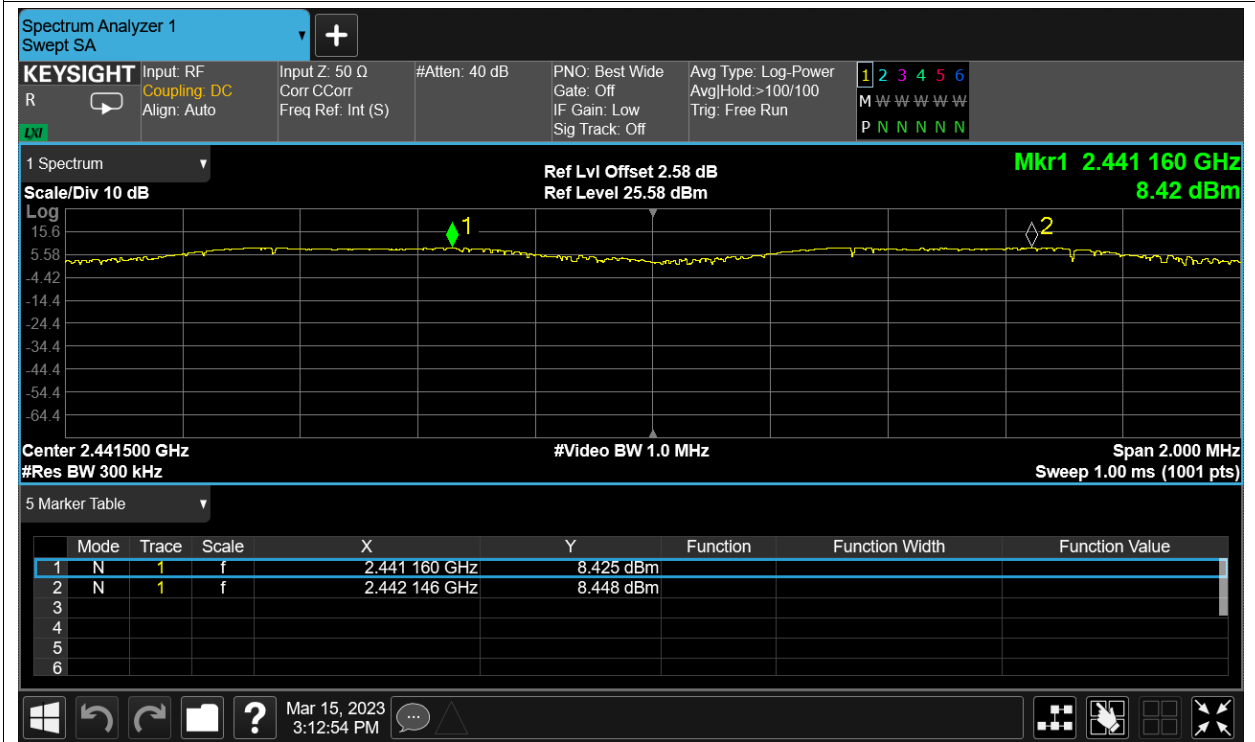 Spectrum Analyzer 1
Swept SA
+
KEYSIGHT
R
LXI
Input: RF
Coupling: DC
Align: Auto
Input Z: 50 Ω
Corr CCorr
Freq Ref: Int (S)
#Atten: 40 dB
PNO: Best Wide
Gate: Off
IF Gain: Low
Sig Track: Off
Avg Type: Log-Power
Avg|Hold:>100/100
Trig: Free Run
1 2 3 4 5 6
M W W W W W
P N N N N N
1 Spectrum
Scale/Div 10 dB
Ref Lvl Offset 2.58 dB
Ref Level 25.58 dBm
Mkr1 2.441 160 GHz
8.42 dBm
Log
15.6
5.58
-4.42
-14.4
-24.4
-34.4
-44.4
-54.4
-64.4
1
2
Center 2.441500 GHz
#Res BW 300 kHz
#Video BW 1.0 MHz
Span 2.000 MHz
Sweep 1.00 ms (1001 pts)
5 Marker Table
Mode Trace Scale X Y Function Function Width Function Value
1 N 1 f 2.441 160 GHz 8.425 dBm
2 N 1 f 2.442 146 GHz 8.448 dBm
3
4
5
6
?
Mar 15, 2023
3:12:54 PM